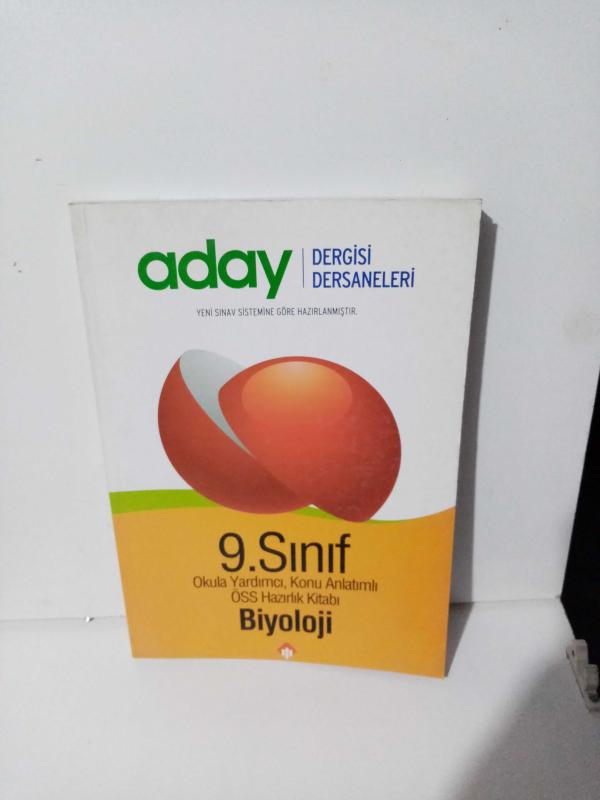 aday
DERGİSİ
DERSANELERİ
YENİ SINAV SİSTEMİNE GÖRE HAZIRLANMIŞTIR.
9.Sınıf
Okula Yardımcı, Konu Anlatımlı
ÖSS Hazırlık Kitabı
Biyoloji